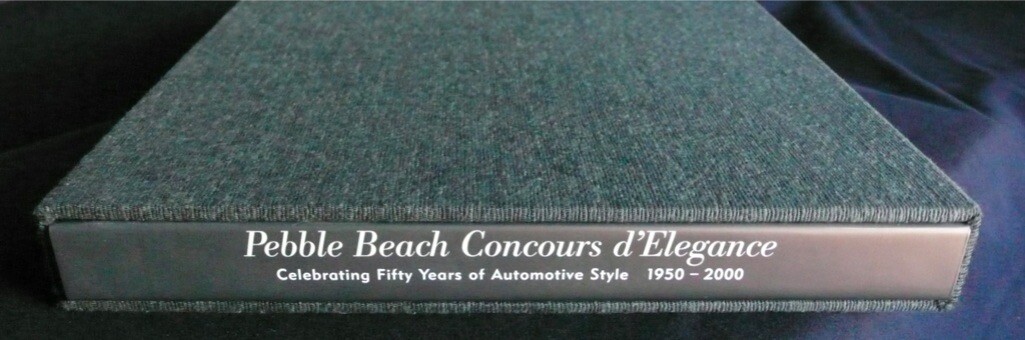 Pebble Beach Concours d'Elegance
Celebrating Fifty Years of Automotive Style 1950 – 2000